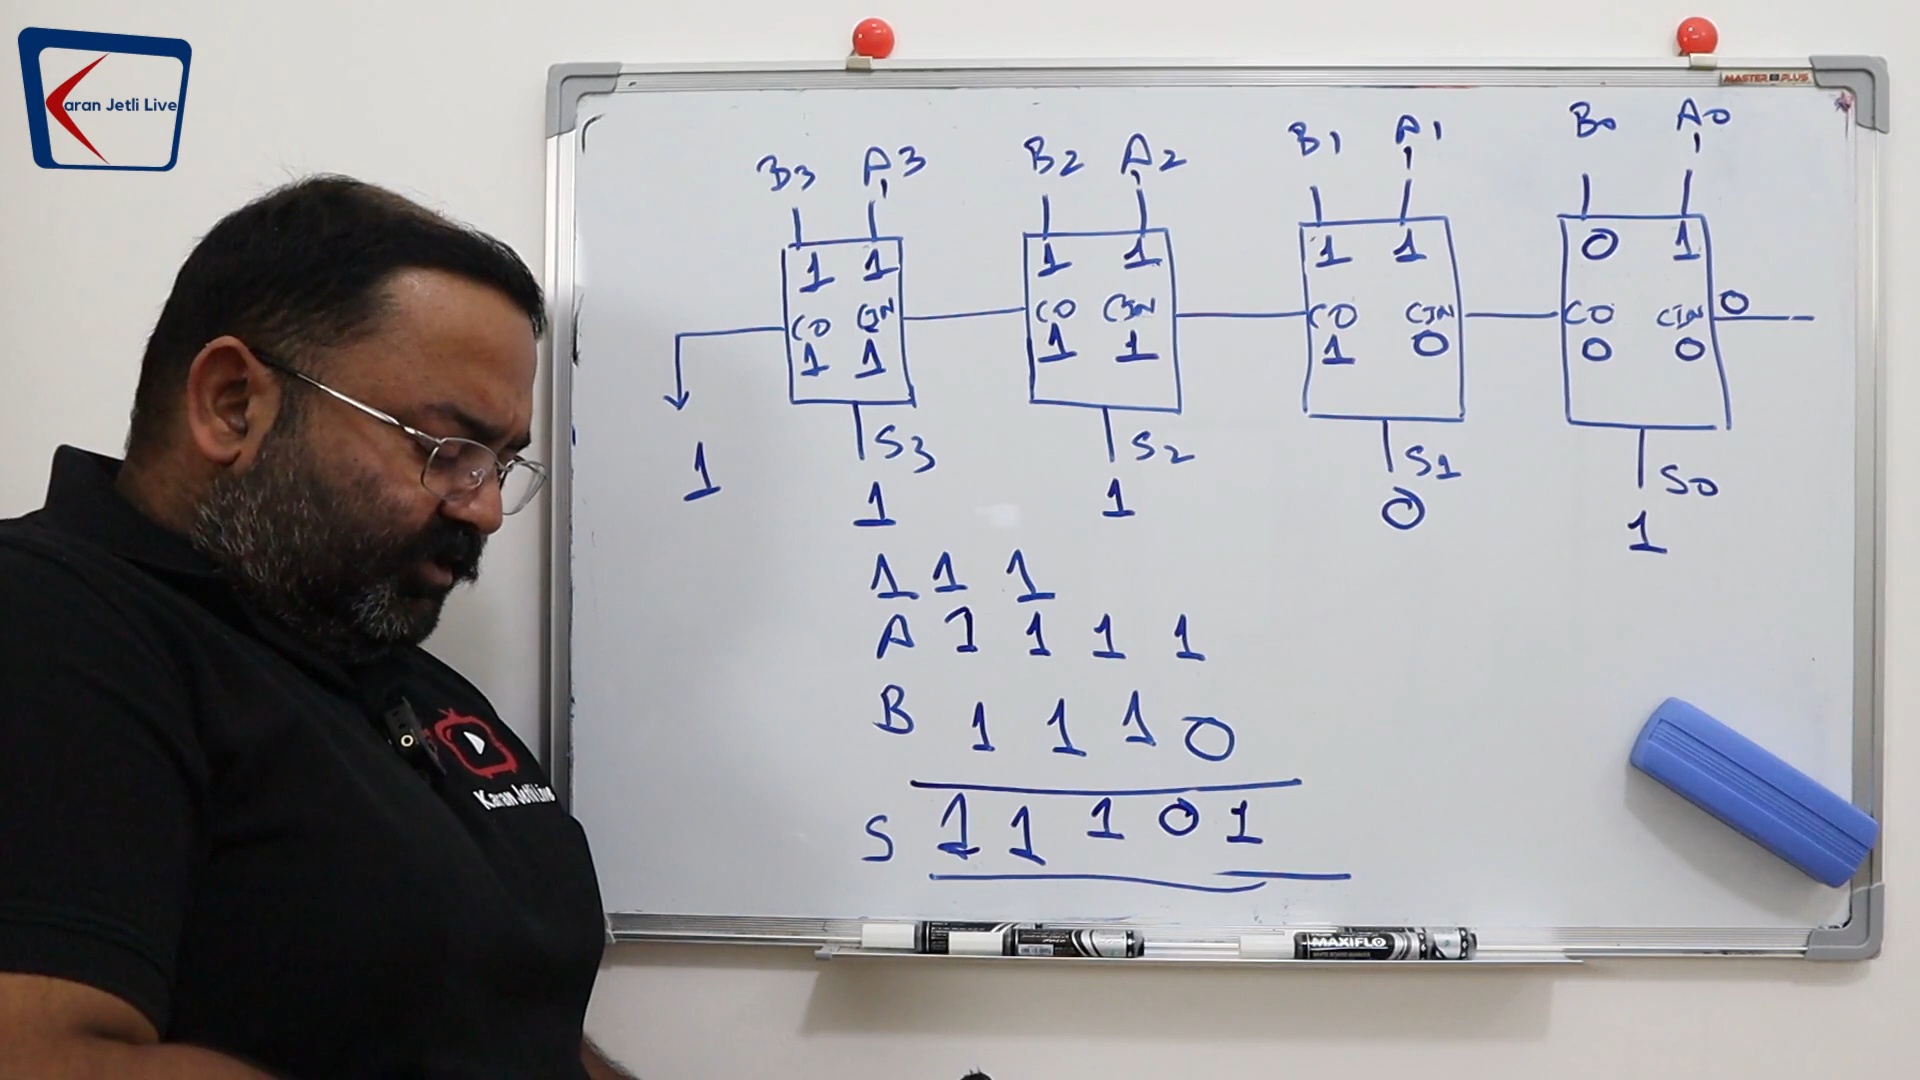 Karan Jetli Live
MASTER PLUS
B3 A3 B2 A2 B1 A1 B0 A0
1 1 1 1 1 1 0 1
CO CIN CO CIN CO CIN CO CIN 0
1 1 1 1 1 0 0 0
S3 S2 S1 S0
1 1 1 0 1
1 1 1
A 1 1 1 1
B 1 1 1 0
S 1 1 1 0 1
Karan Jetli Live
MAXIFLO
WHITE BOARD MARKER